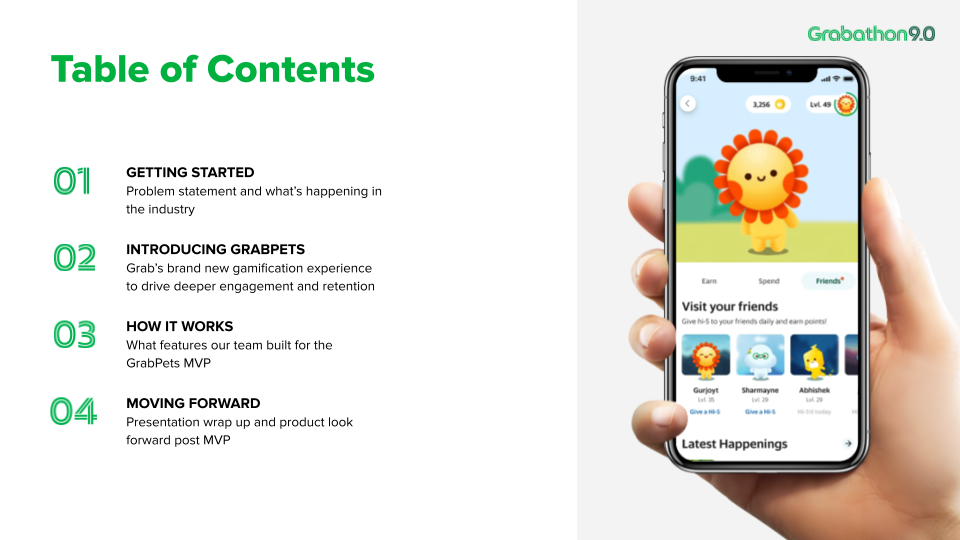 Grabathon9.0
Table of Contents
01
GETTING STARTED
Problem statement and what’s happening in
the industry
02
INTRODUCING GRABPETS
Grab’s brand new gamification experience
to drive deeper engagement and retention
03
HOW IT WORKS
What features our team built for the
GrabPets MVP
04
MOVING FORWARD
Presentation wrap up and product look
forward post MVP
9:41
3,256
Lvl. 49
Earn Spend Friends
Visit your friends
Give hi-5 to your friends daily and earn points!
Gurjoyt Sharmayne Abhishek
Lvl. 35 Lvl. 29 Lvl. 29
Give a Hi-5 Give a Hi-5 Hi-5'd today
Latest Happenings